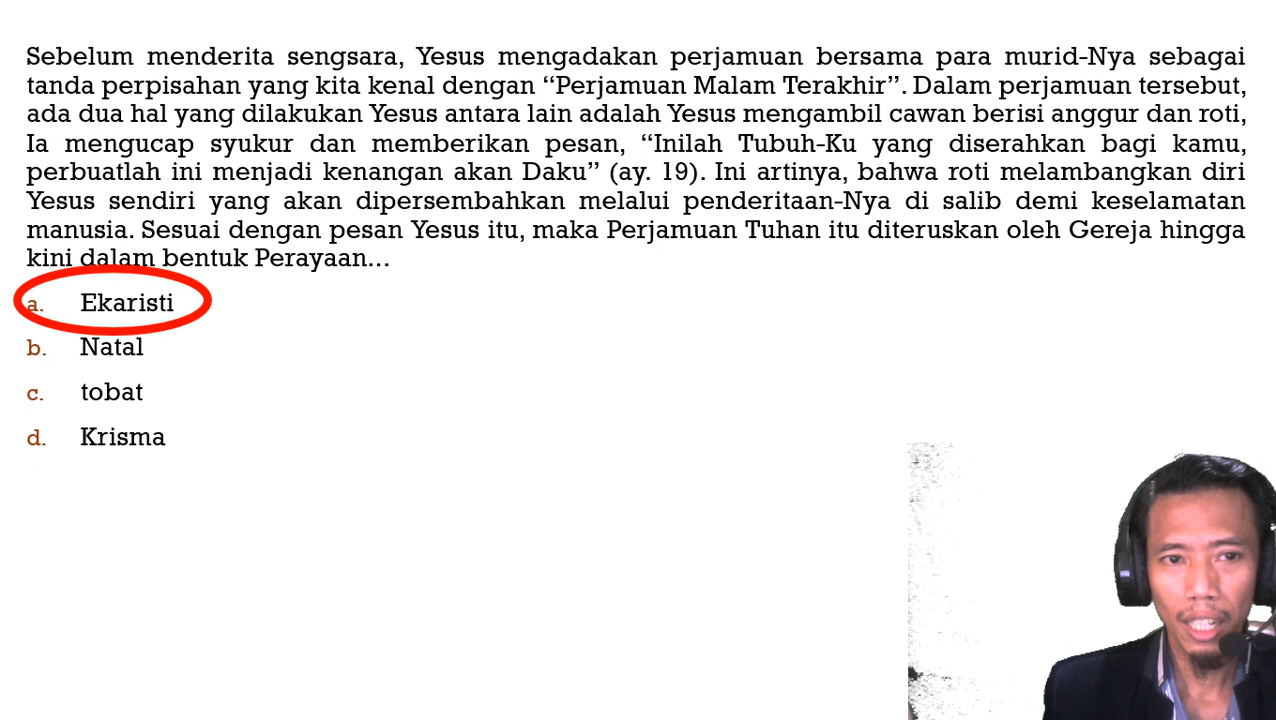 Sebelum menderita sengsara, Yesus mengadakan perjamuan bersama para murid-Nya sebagai
tanda perpisahan yang kita kenal dengan “Perjamuan Malam Terakhir”. Dalam perjamuan tersebut,
ada dua hal yang dilakukan Yesus antara lain adalah Yesus mengambil cawan berisi anggur dan roti,
Ia mengucap syukur dan memberikan pesan, “Inilah Tubuh-Ku yang diserahkan bagi kamu,
perbuatlah ini menjadi kenangan akan Daku” (ay. 19). Ini artinya, bahwa roti melambangkan diri
Yesus sendiri yang akan dipersembahkan melalui penderitaan-Nya di salib demi keselamatan
manusia. Sesuai dengan pesan Yesus itu, maka Perjamuan Tuhan itu diteruskan oleh Gereja hingga
kini dalam bentuk Perayaan...
a. Ekaristi
b. Natal
c. tobat
d. Krisma